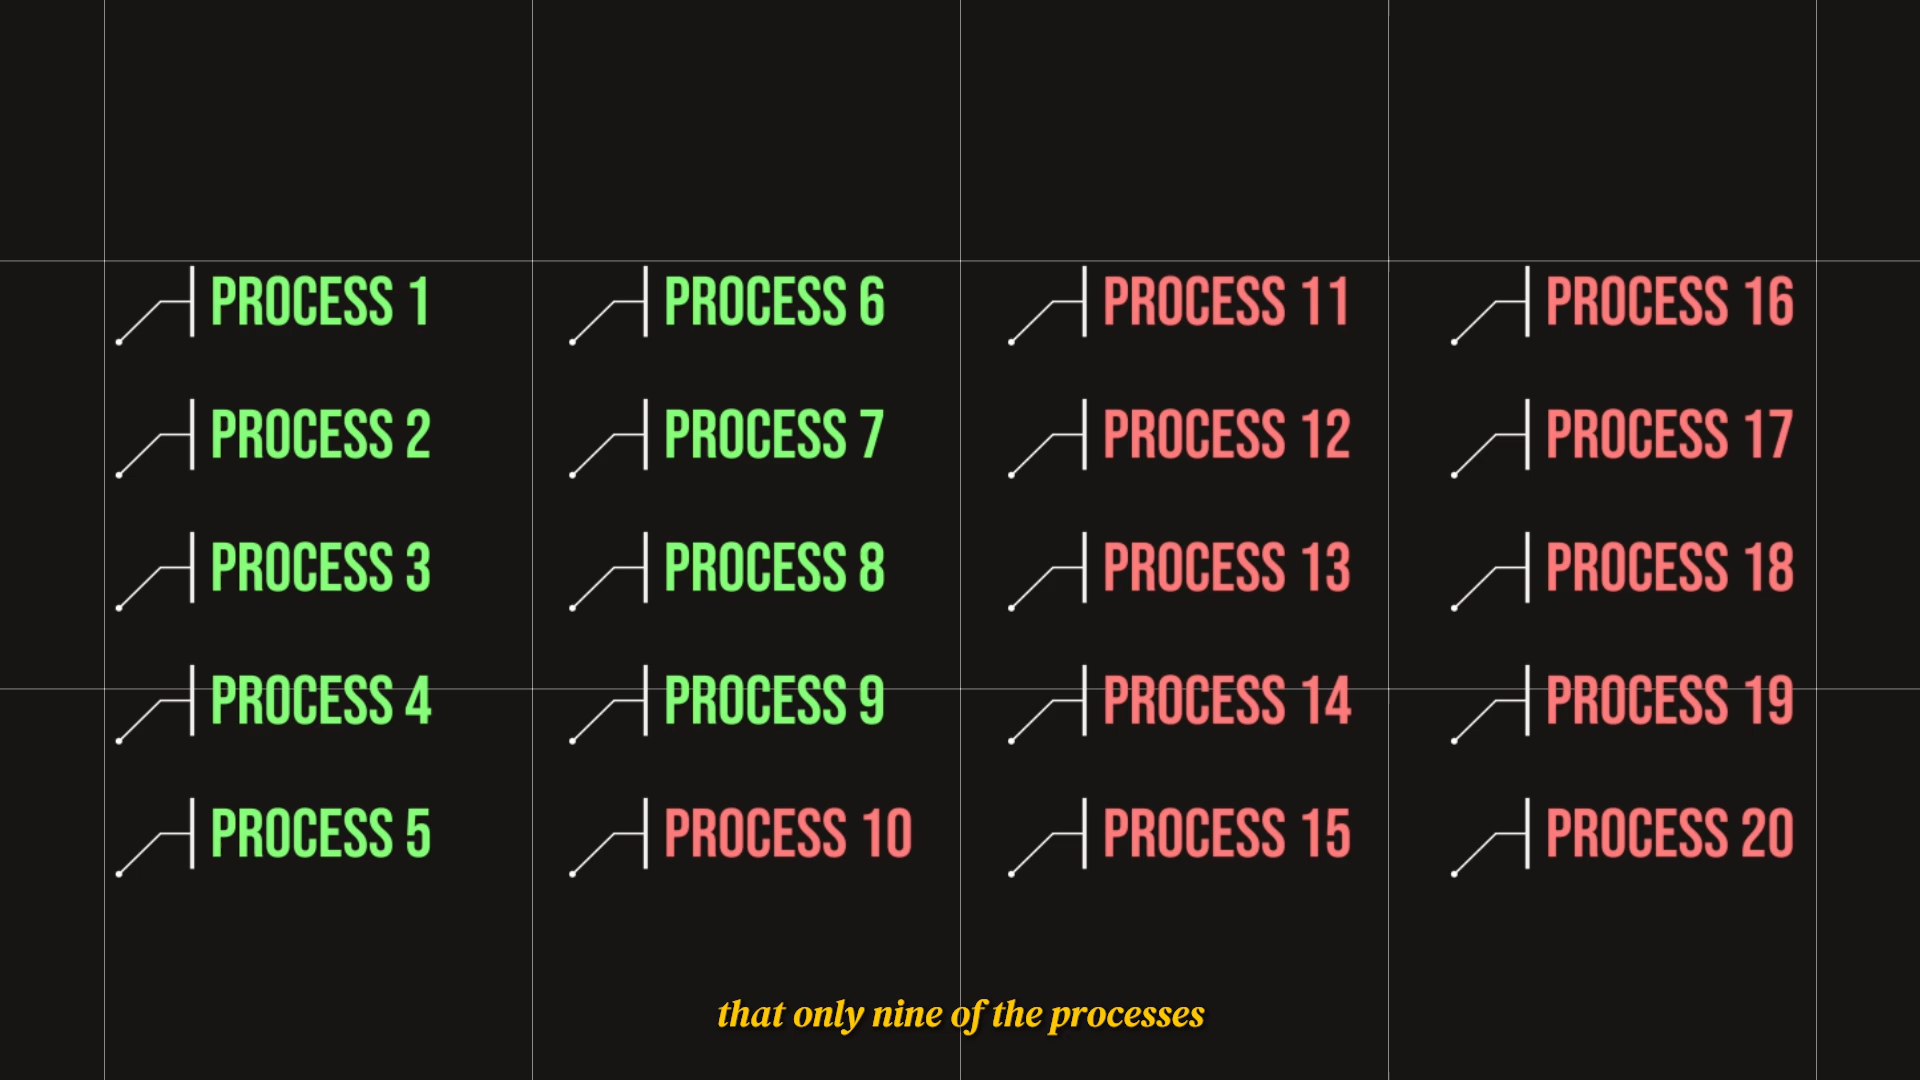 PROCESS 1
PROCESS 2
PROCESS 3
PROCESS 4
PROCESS 5
PROCESS 6
PROCESS 7
PROCESS 8
PROCESS 9
PROCESS 10
PROCESS 11
PROCESS 12
PROCESS 13
PROCESS 14
PROCESS 15
PROCESS 16
PROCESS 17
PROCESS 18
PROCESS 19
PROCESS 20
that only nine of the processes